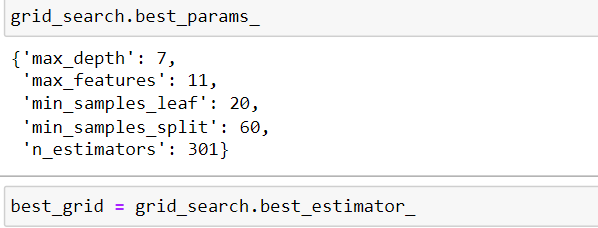 grid_search.best_params_
{'max_depth': 7,
 'max_features': 11,
 'min_samples_leaf': 20,
 'min_samples_split': 60,
 'n_estimators': 301}
best_grid = grid_search.best_estimator_